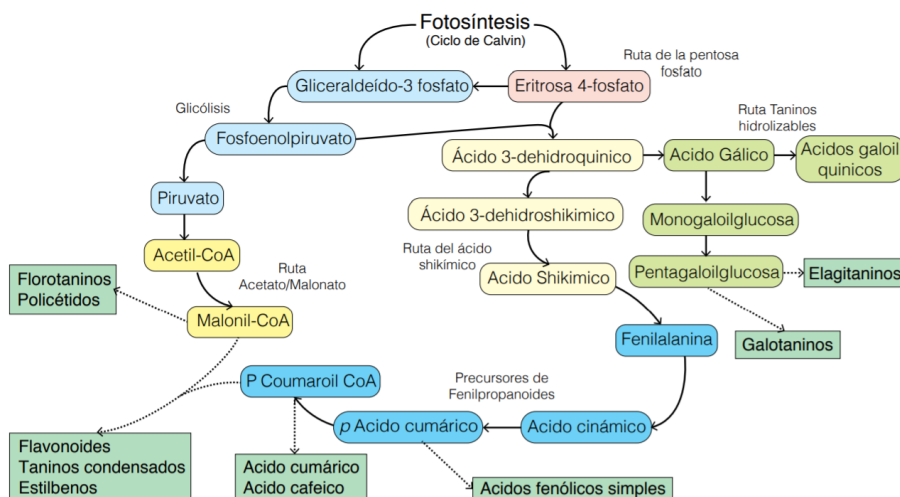 Fotosíntesis
(Ciclo de Calvin)
Ruta de la pentosa
fosfato
Gliceraldeído-3 fosfato
Eritrosa 4-fosfato
Glicólisis
Ruta Taninos
hidrolizables
Fosfoenolpiruvato
Ácido 3-dehidroquinico
Acido Gálico
Acidos galoil
quinicos
Piruvato
Ácido 3-dehidroshikimico
Monogaloilglucosa
Acetil-CoA
Ruta
Acetato/Malonato
Ruta del ácido
shikímico
Acido Shikimico
Pentagaloilglucosa
Elagitaninos
Florotaninos
Policétidos
Malonil-CoA
Fenilalanina
Galotaninos
P Coumaroil CoA
Precursores de
Fenilpropanoides
p Acido cumárico
Acido cinámico
Flavonoides
Taninos condensados
Estilbenos
Acido cumárico
Acido cafeico
Acidos fenólicos simples